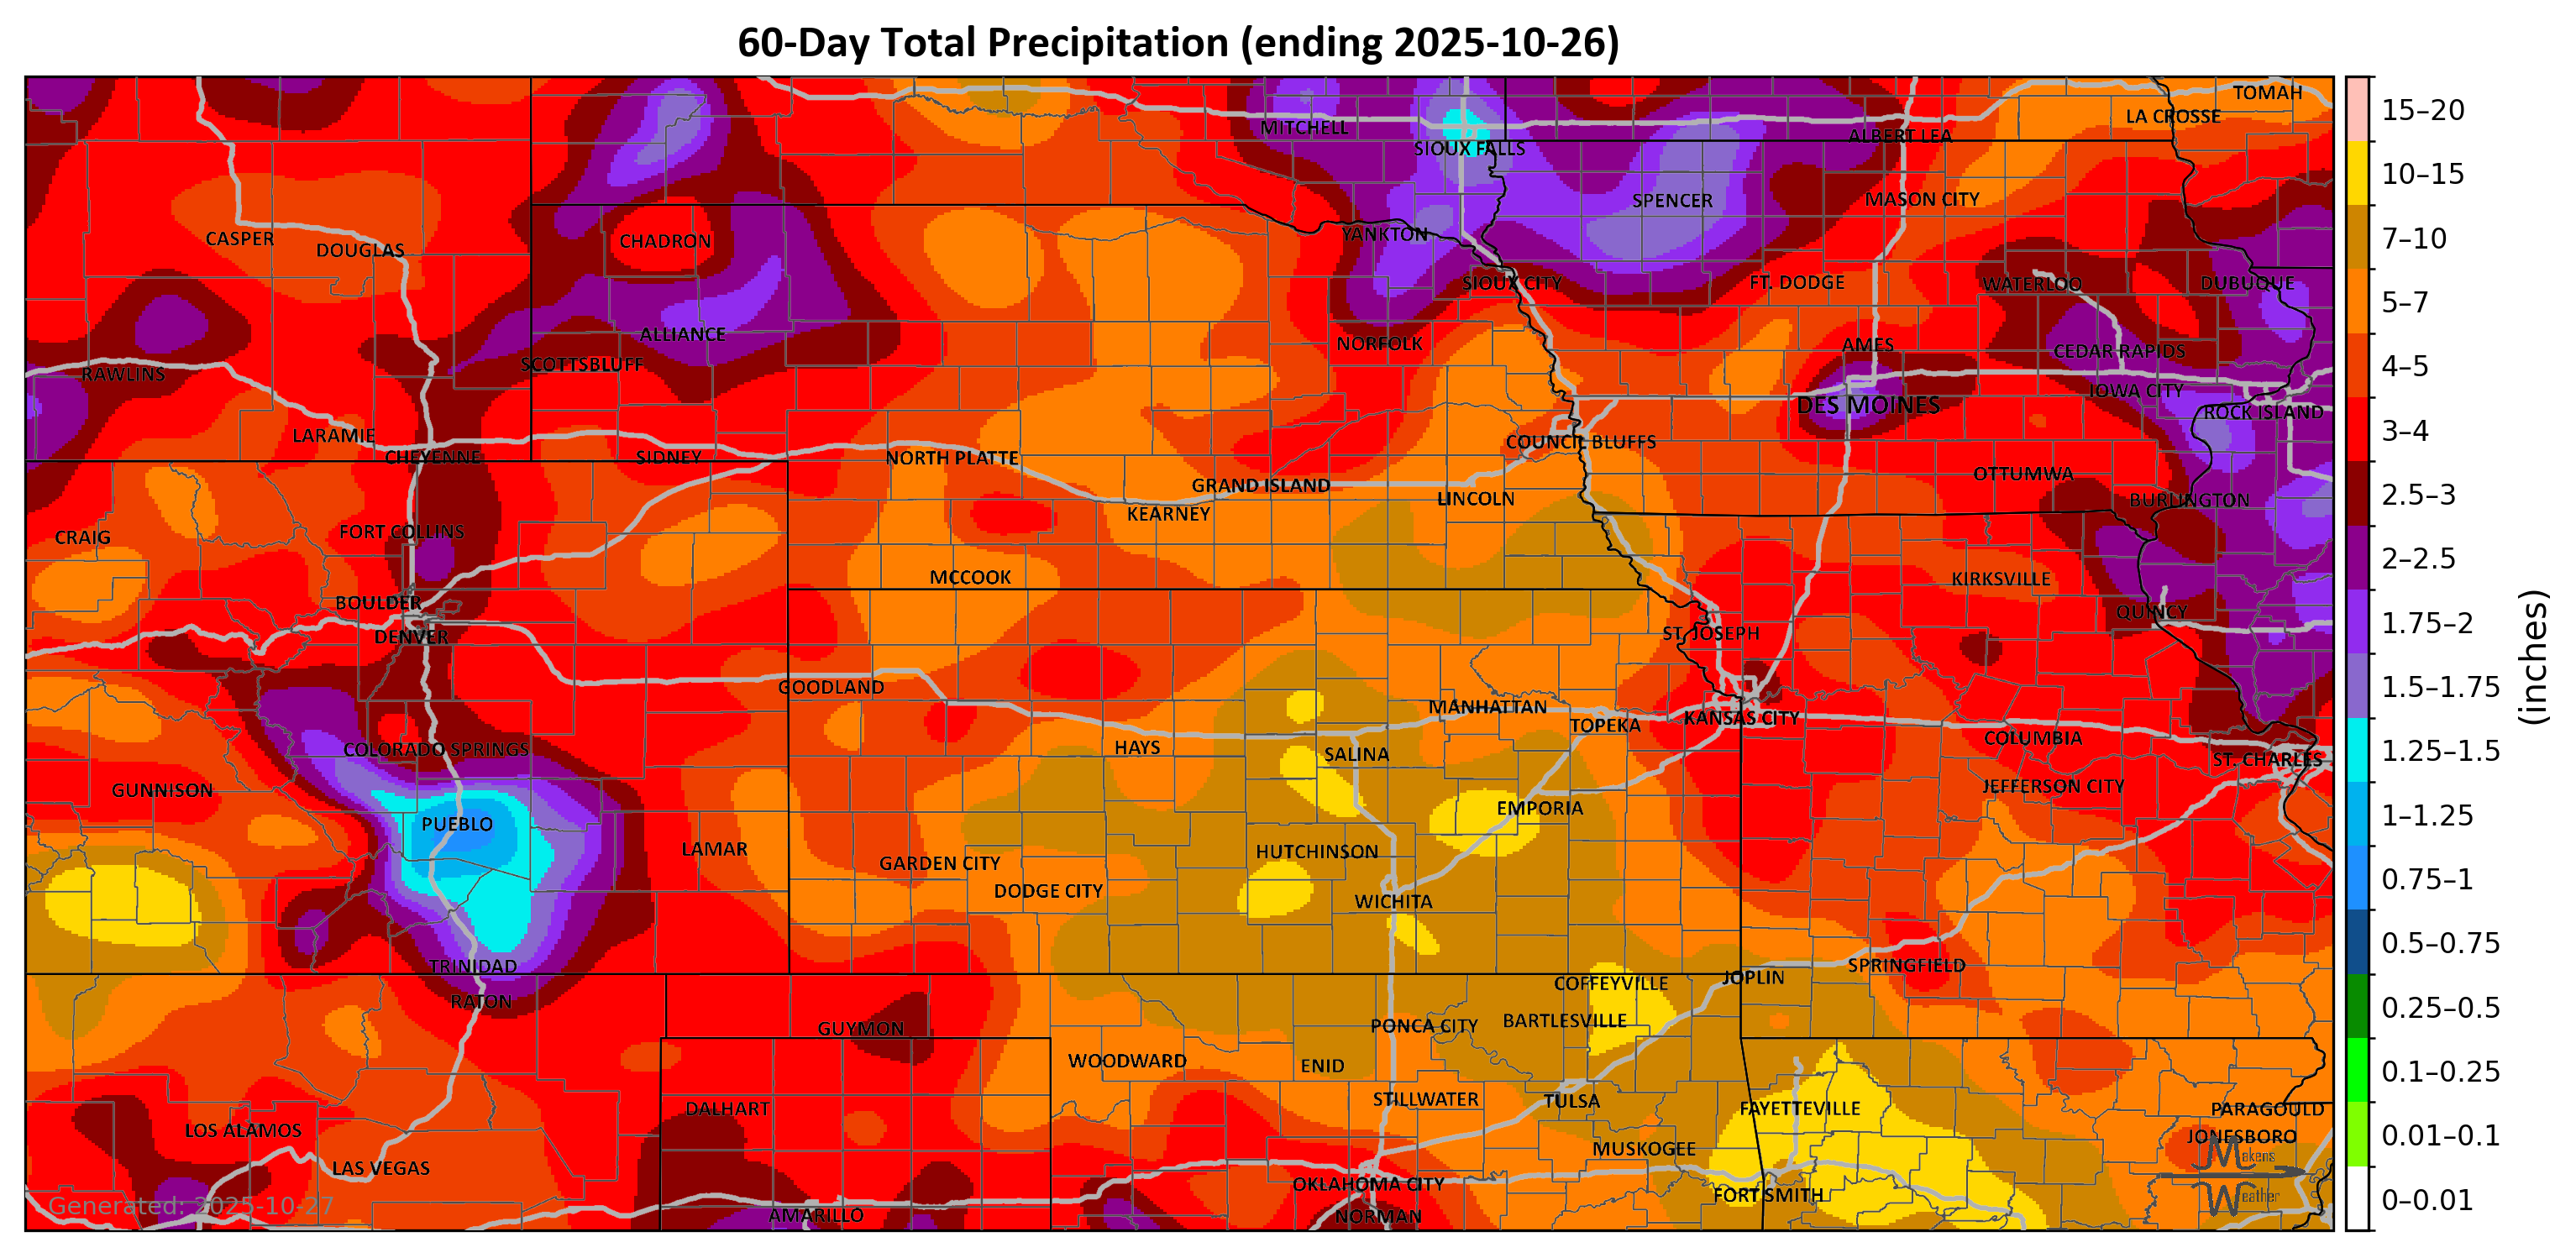 60-Day Total Precipitation (ending 2025-10-26)
TOMAH
LA CROSSE
MITCHELL
ALBERT LEA
SIOUX FALLS
SPENCER
MASON CITY
YANKTON
CASPER
CHADRON
DOUGLAS
SIOUX CITY
FT. DODGE
WATERLOO
DUBUQUE
ALLIANCE
NORFOLK
AMES
CEDAR RAPIDS
SCOTTSBLUFF
RAWLINS
IOWA CITY
DES MOINES
ROCK ISLAND
LARAMIE
COUNCIL BLUFFS
CHEYENNE
SIDNEY
NORTH PLATTE
OTTUMWA
GRAND ISLAND
LINCOLN
BURLINGTON
KEARNEY
CRAIG
FORT COLLINS
MCCOOK
KIRKSVILLE
BOULDER
QUINCY
DENVER
ST. JOSEPH
GOODLAND
MANHATTAN
TOPEKA
KANSAS CITY
COLUMBIA
COLORADO SPRINGS
HAYS
SALINA
ST. CHARLES
GUNNISON
JEFFERSON CITY
EMPORIA
PUEBLO
LAMAR
HUTCHINSON
GARDEN CITY
DODGE CITY
WICHITA
TRINIDAD
SPRINGFIELD
JOPLIN
COFFEYVILLE
RATON
BARTLESVILLE
PONCA CITY
GUYMON
WOODWARD
ENID
STILLWATER
TULSA
DALHART
FAYETTEVILLE
PARAGOULD
LOS ALAMOS
JONESBORO
MUSKOGEE
LAS VEGAS
OKLAHOMA CITY
FORT SMITH
AMARILLO
NORMAN
Makens
Weather
Generated: 2025-10-27
15–20
10–15
7–10
5–7
4–5
3–4
2.5–3
2–2.5
1.75–2
1.5–1.75
1.25–1.5
1–1.25
0.75–1
0.5–0.75
0.25–0.5
0.1–0.25
0.01–0.1
0–0.01
(inches)